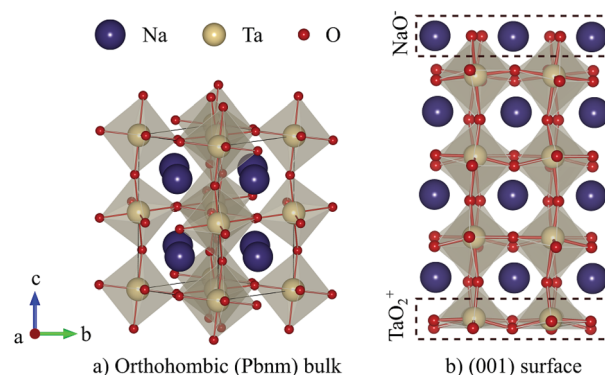 Na Ta O
NaO⁻
c
a b
TaO₂⁺
a) Orthohombic (Pbnm) bulk
b) (001) surface